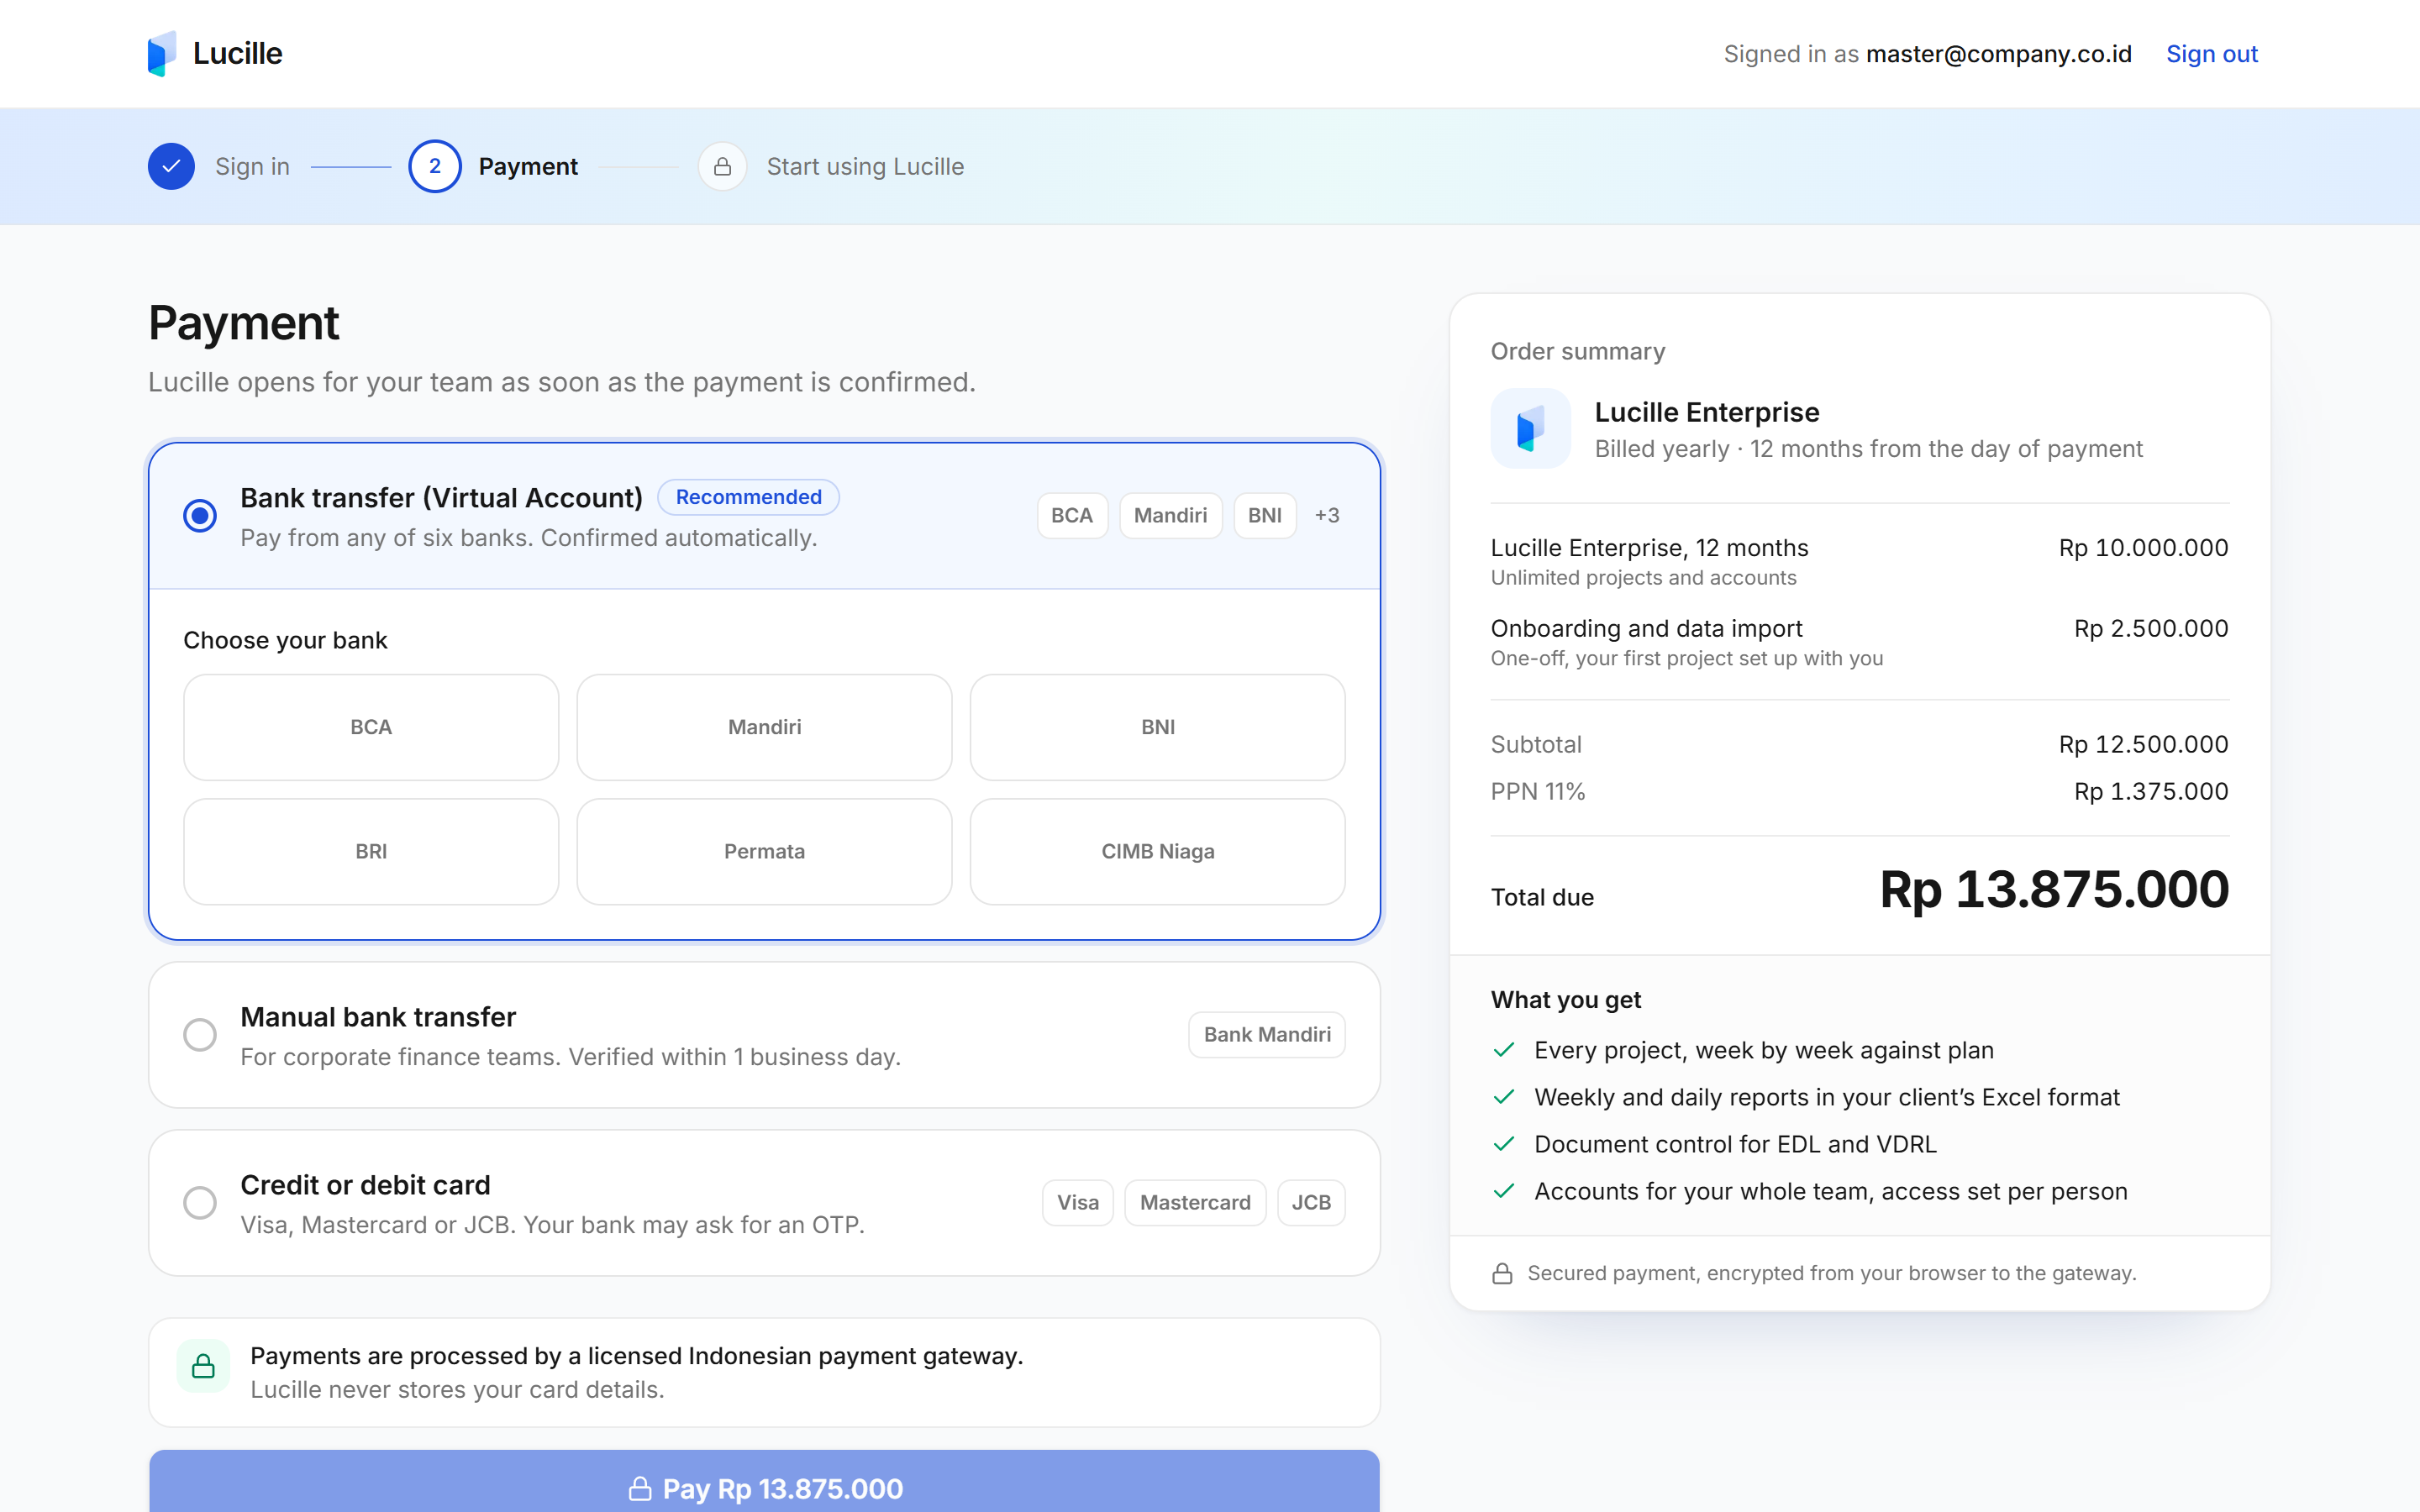 Lucille
Signed in as master@company.co.id Sign out
Sign in
2 Payment
Start using Lucille
Payment
Lucille opens for your team as soon as the payment is confirmed.
Bank transfer (Virtual Account) Recommended
Pay from any of six banks. Confirmed automatically.
BCA Mandiri BNI +3
Choose your bank
BCA Mandiri BNI
BRI Permata CIMB Niaga
Manual bank transfer
For corporate finance teams. Verified within 1 business day.
Bank Mandiri
Credit or debit card
Visa, Mastercard or JCB. Your bank may ask for an OTP.
Visa Mastercard JCB
Payments are processed by a licensed Indonesian payment gateway.
Lucille never stores your card details.
Pay Rp 13.875.000
Order summary
Lucille Enterprise
Billed yearly · 12 months from the day of payment
Lucille Enterprise, 12 months Rp 10.000.000
Unlimited projects and accounts
Onboarding and data import Rp 2.500.000
One-off, your first project set up with you
Subtotal Rp 12.500.000
PPN 11% Rp 1.375.000
Total due Rp 13.875.000
What you get
Every project, week by week against plan
Weekly and daily reports in your client’s Excel format
Document control for EDL and VDRL
Accounts for your whole team, access set per person
Secured payment, encrypted from your browser to the gateway.